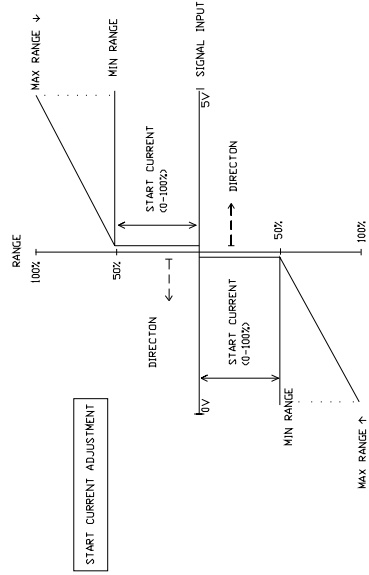 START CURRENT ADJUSTMENT
RANGE
100%
MAX RANGE ↓
50%
MIN RANGE
START CURRENT
(0-100%)
DIRECTON
0V
5V
SIGNAL INPUT
START CURRENT
(0-100%)
DIRECTON
MIN RANGE
50%
MAX RANGE ↑
100%